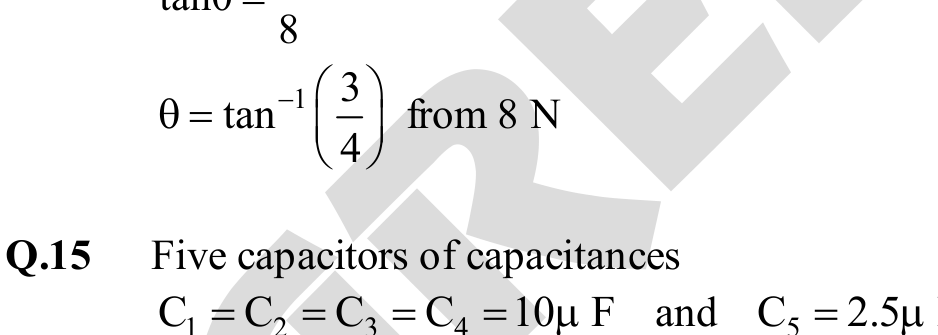 tanθ =
8
θ = tan⁻¹ (3/4) from 8 N
Q.15 Five capacitors of capacitances
C₁ = C₂ = C₃ = C₄ = 10μ F and C₅ = 2.5μ